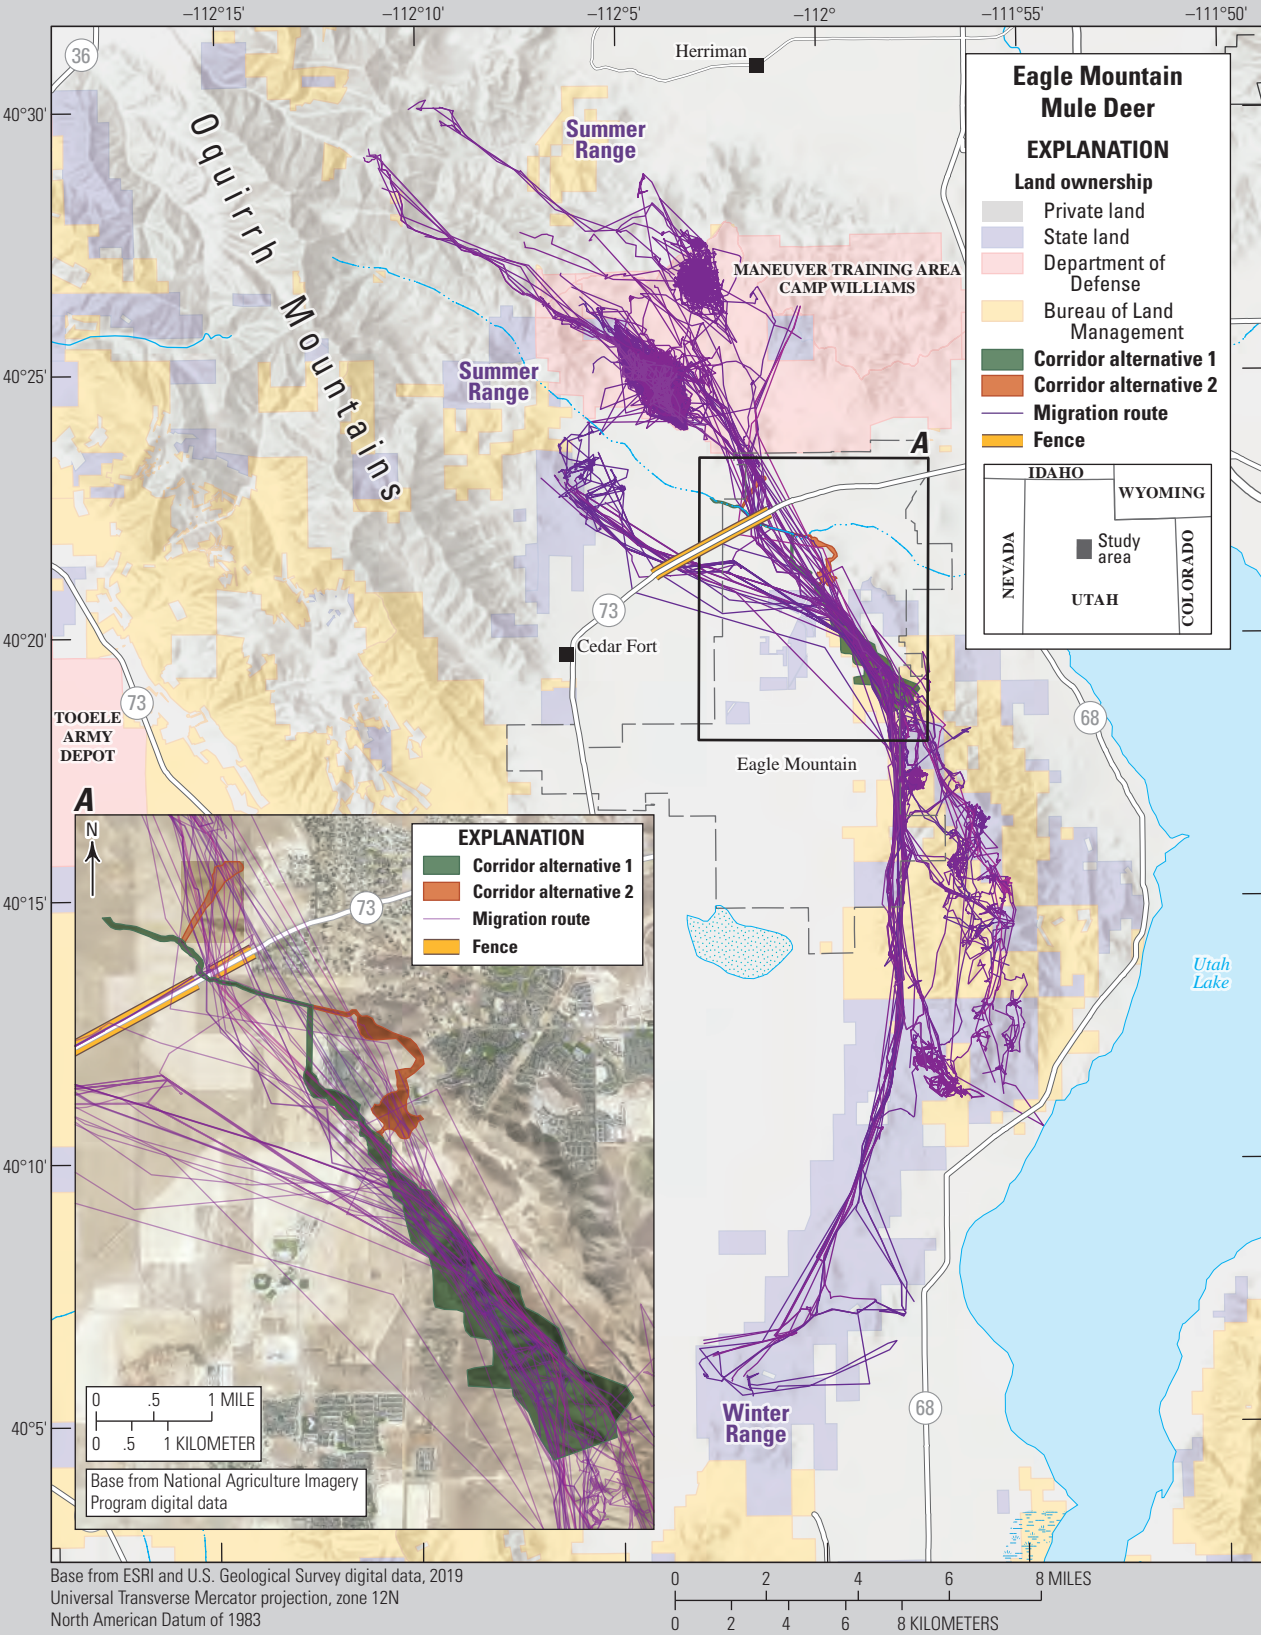 −112°15'
−112°10'
−112°5'
−112°
−111°55'
−111°50'
40°30'
40°25'
40°20'
40°15'
40°10'
40°5'
36
Herriman
Oquirrh Mountains
Summer
Range
MANEUVER TRAINING AREA
CAMP WILLIAMS
Summer
Range
A
73
Cedar Fort
73
TOOELE
ARMY
DEPOT
68
Eagle Mountain
Utah
Lake
Winter
Range
68
Eagle Mountain
Mule Deer
EXPLANATION
Land ownership
Private land
State land
Department of
Defense
Bureau of Land
Management
Corridor alternative 1
Corridor alternative 2
Migration route
Fence
IDAHO
WYOMING
NEVADA
Study
area
UTAH
COLORADO
A
N
EXPLANATION
Corridor alternative 1
Corridor alternative 2
Migration route
Fence
73
0 .5 1 MILE
0 .5 1 KILOMETER
Base from National Agriculture Imagery
Program digital data
Base from ESRI and U.S. Geological Survey digital data, 2019
Universal Transverse Mercator projection, zone 12N
North American Datum of 1983
0 2 4 6 8 MILES
0 2 4 6 8 KILOMETERS